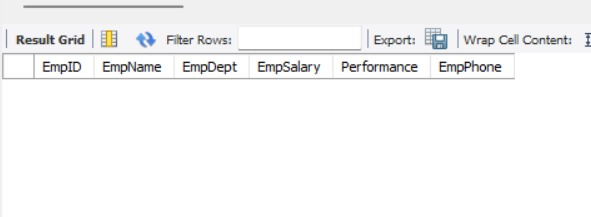 Result Grid Filter Rows: Export: Wrap Cell Content:
EmpID EmpName EmpDept EmpSalary Performance EmpPhone